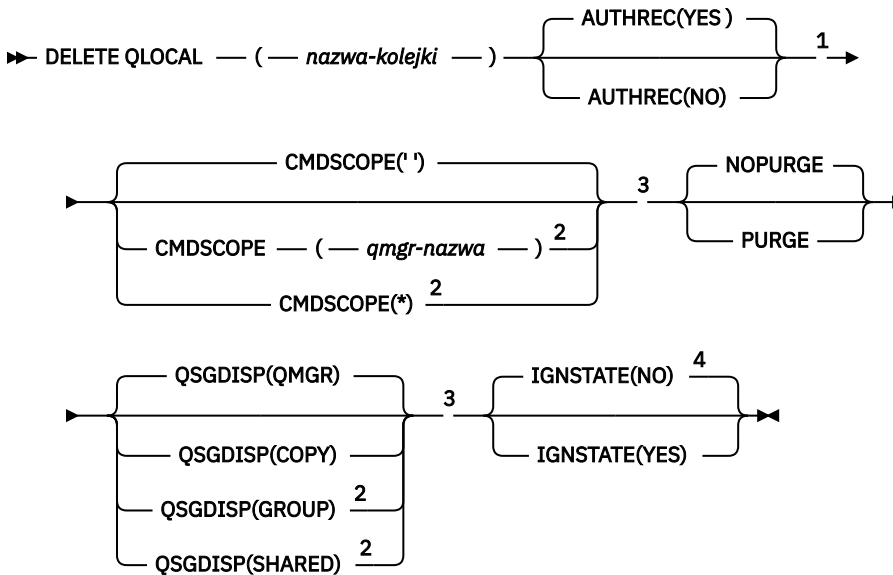 AUTHREC(YES )
DELETE QLOCAL ( nazwa-kolejki ) 1
AUTHREC(NO)
CMDSCOPE(' ') NOPURGE
3
CMDSCOPE ( qmgr-nazwa ) 2 PURGE
CMDSCOPE(*) 2
QSGDISP(QMGR) IGNSTATE(NO) 4
3
QSGDISP(COPY) IGNSTATE(YES)
QSGDISP(GROUP) 2
QSGDISP(SHARED) 2